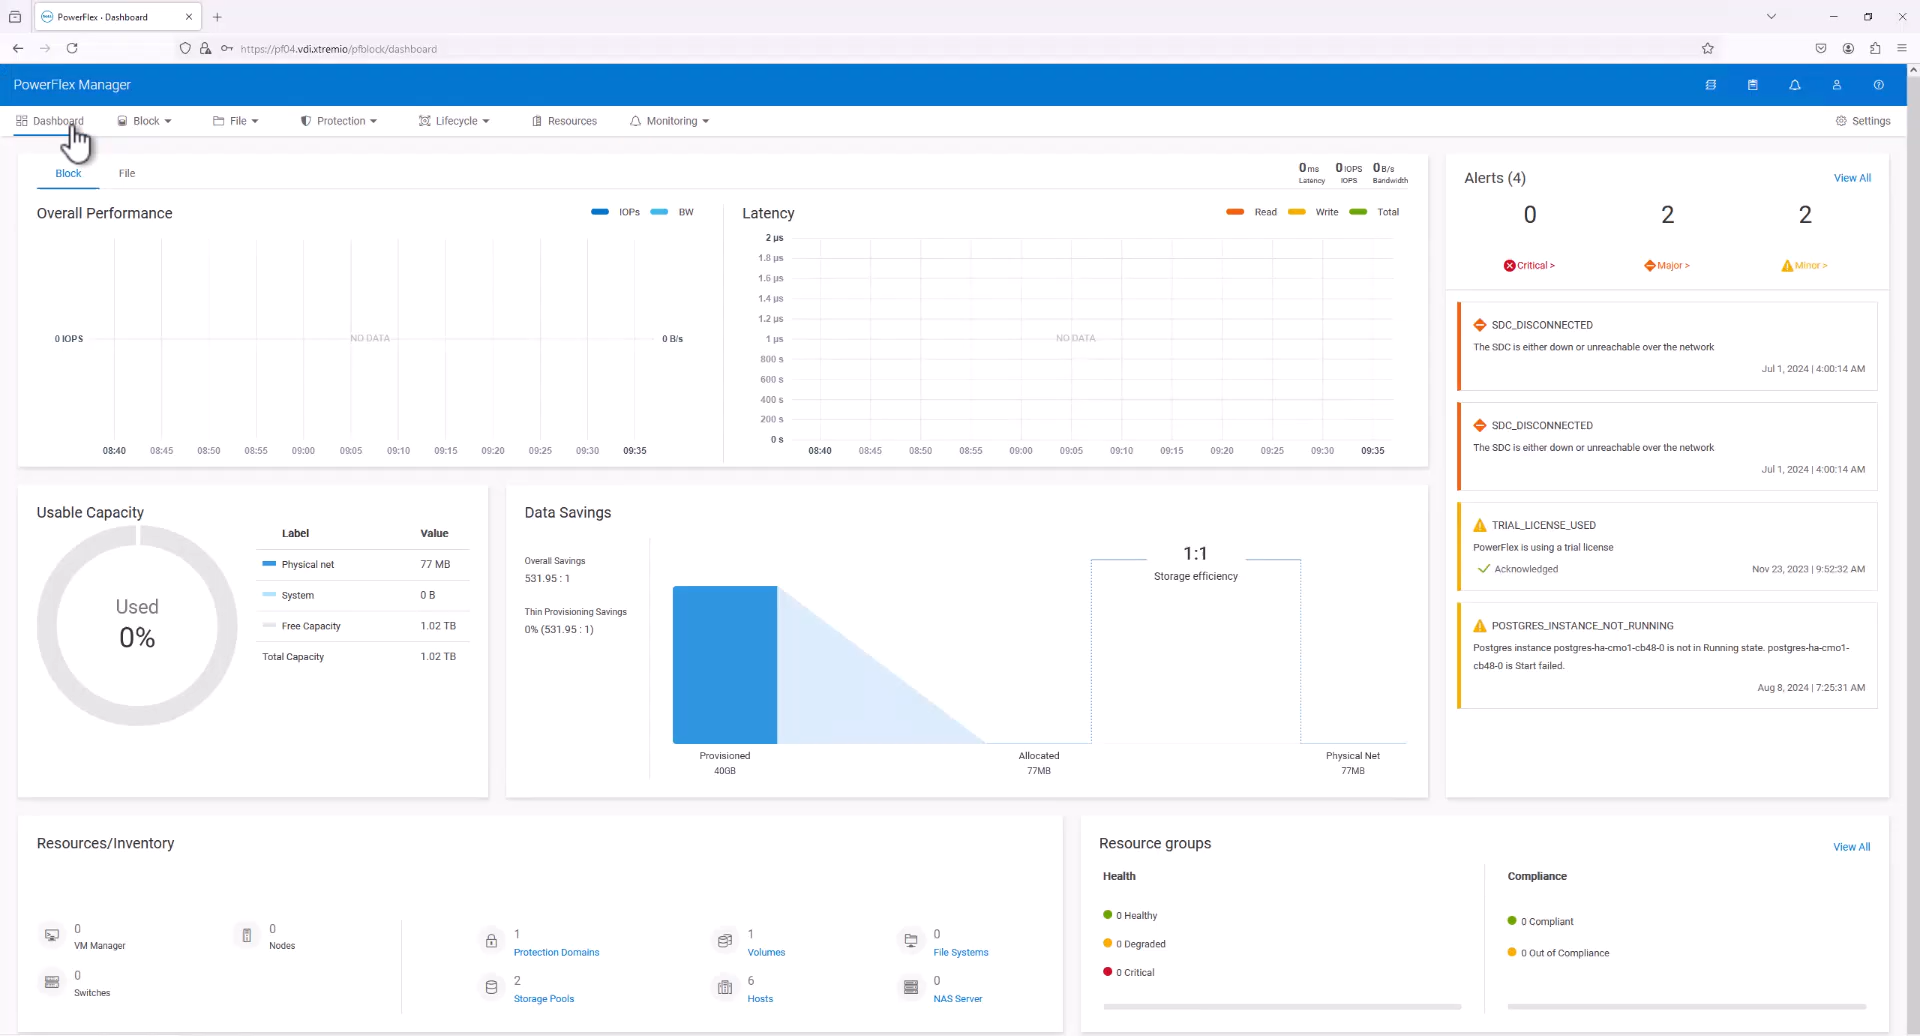 PowerFlex - Dashboard
https://pf04.vdi.xtremio/pfblock/dashboard
PowerFlex Manager
Dashboard Block File Protection Lifecycle Resources Monitoring Settings
Block File
0 ms Latency 0 IOPS IOPS 0 B/s Bandwidth
Overall Performance
IOPs BW
0 IOPS NO DATA 0 B/s
08:40 08:45 08:50 08:55 09:00 09:05 09:10 09:15 09:20 09:25 09:30 09:35
Latency
Read Write Total
2 µs
1.8 µs
1.6 µs
1.4 µs
1.2 µs
1 µs
NO DATA
800 s
600 s
400 s
200 s
0 s
08:40 08:45 08:50 08:55 09:00 09:05 09:10 09:15 09:20 09:25 09:30 09:35
Alerts (4) View All
0 2 2
Critical > Major > Minor >
SDC_DISCONNECTED
The SDC is either down or unreachable over the network
Jul 1, 2024 | 4:00:14 AM
SDC_DISCONNECTED
The SDC is either down or unreachable over the network
Jul 1, 2024 | 4:00:14 AM
TRIAL_LICENSE_USED
PowerFlex is using a trial license
Acknowledged Nov 23, 2023 | 9:52:32 AM
POSTGRES_INSTANCE_NOT_RUNNING
Postgres instance postgres-ha-cmo1-cb48-0 is not in Running state. postgres-ha-cmo1-
cb48-0 is Start failed.
Aug 8, 2024 | 7:25:31 AM
Usable Capacity
Used
0%
Label Value
Physical net 77 MB
System 0 B
Free Capacity 1.02 TB
Total Capacity 1.02 TB
Data Savings
Overall Savings
531.95 : 1
Thin Provisioning Savings
0% (531.95 : 1)
1:1
Storage efficiency
Provisioned Allocated Physical Net
40GB 77MB 77MB
Resources/Inventory
0
VM Manager
0
Nodes
0
Switches
1
Protection Domains
1
Volumes
0
File Systems
2
Storage Pools
6
Hosts
0
NAS Server
Resource groups View All
Health
0 Healthy
0 Degraded
0 Critical
Compliance
0 Compliant
0 Out of Compliance